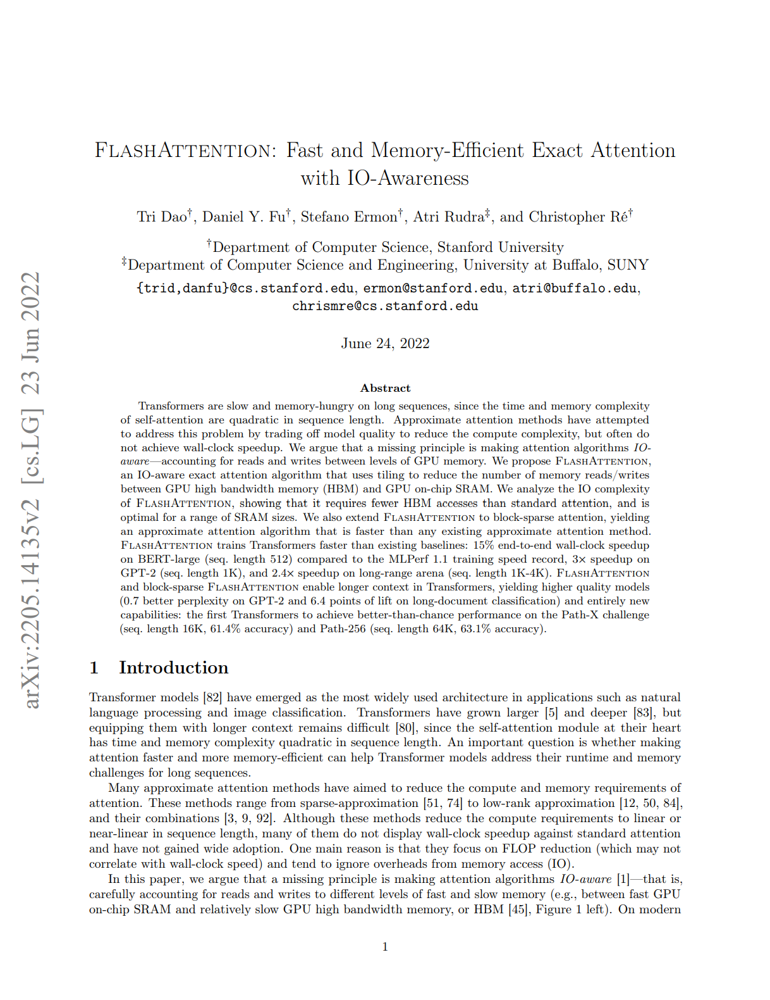 FLASHATTENTION: Fast and Memory-Efficient Exact Attention
with IO-Awareness
Tri Dao†, Daniel Y. Fu†, Stefano Ermon†, Atri Rudra‡, and Christopher Ré†
†Department of Computer Science, Stanford University
‡Department of Computer Science and Engineering, University at Buffalo, SUNY
{trid,danfu}@cs.stanford.edu, ermon@stanford.edu, atri@buffalo.edu,
chrismre@cs.stanford.edu
June 24, 2022
Abstract
Transformers are slow and memory-hungry on long sequences, since the time and memory complexity
of self-attention are quadratic in sequence length. Approximate attention methods have attempted
to address this problem by trading off model quality to reduce the compute complexity, but often do
not achieve wall-clock speedup. We argue that a missing principle is making attention algorithms IO-
aware—accounting for reads and writes between levels of GPU memory. We propose FLASHATTENTION,
an IO-aware exact attention algorithm that uses tiling to reduce the number of memory reads/writes
between GPU high bandwidth memory (HBM) and GPU on-chip SRAM. We analyze the IO complexity
of FLASHATTENTION, showing that it requires fewer HBM accesses than standard attention, and is
optimal for a range of SRAM sizes. We also extend FLASHATTENTION to block-sparse attention, yielding
an approximate attention algorithm that is faster than any existing approximate attention method.
FLASHATTENTION trains Transformers faster than existing baselines: 15% end-to-end wall-clock speedup
on BERT-large (seq. length 512) compared to the MLPerf 1.1 training speed record, 3× speedup on
GPT-2 (seq. length 1K), and 2.4× speedup on long-range arena (seq. length 1K-4K). FLASHATTENTION
and block-sparse FLASHATTENTION enable longer context in Transformers, yielding higher quality models
(0.7 better perplexity on GPT-2 and 6.4 points of lift on long-document classification) and entirely new
capabilities: the first Transformers to achieve better-than-chance performance on the Path-X challenge
(seq. length 16K, 61.4% accuracy) and Path-256 (seq. length 64K, 63.1% accuracy).
1 Introduction
Transformer models [82] have emerged as the most widely used architecture in applications such as natural
language processing and image classification. Transformers have grown larger [5] and deeper [83], but
equipping them with longer context remains difficult [80], since the self-attention module at their heart
has time and memory complexity quadratic in sequence length. An important question is whether making
attention faster and more memory-efficient can help Transformer models address their runtime and memory
challenges for long sequences.
Many approximate attention methods have aimed to reduce the compute and memory requirements of
attention. These methods range from sparse-approximation [51, 74] to low-rank approximation [12, 50, 84],
and their combinations [3, 9, 92]. Although these methods reduce the compute requirements to linear or
near-linear in sequence length, many of them do not display wall-clock speedup against standard attention
and have not gained wide adoption. One main reason is that they focus on FLOP reduction (which may not
correlate with wall-clock speed) and tend to ignore overheads from memory access (IO).
In this paper, we argue that a missing principle is making attention algorithms IO-aware [1]—that is,
carefully accounting for reads and writes to different levels of fast and slow memory (e.g., between fast GPU
on-chip SRAM and relatively slow GPU high bandwidth memory, or HBM [45], Figure 1 left). On modern
1
arXiv:2205.14135v2 [cs.LG] 23 Jun 2022